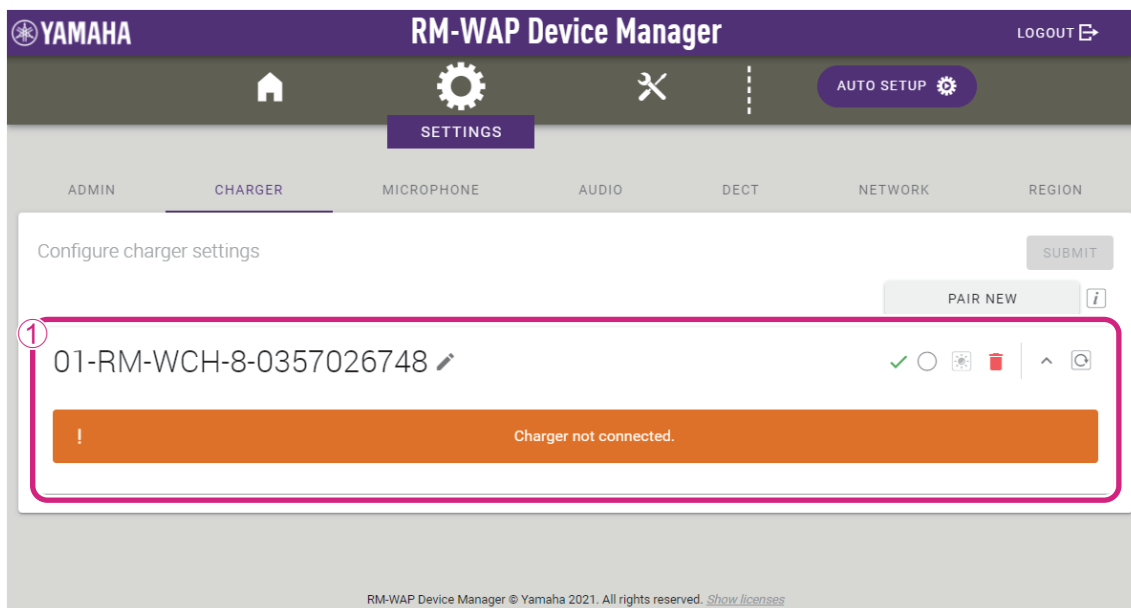 YAMAHA
RM-WAP Device Manager
LOGOUT
AUTO SETUP
SETTINGS
ADMIN CHARGER MICROPHONE AUDIO DECT NETWORK REGION
Configure charger settings
SUBMIT
PAIR NEW i
1
01-RM-WCH-8-0357026748
! Charger not connected.
RM-WAP Device Manager © Yamaha 2021. All rights reserved. Show licenses